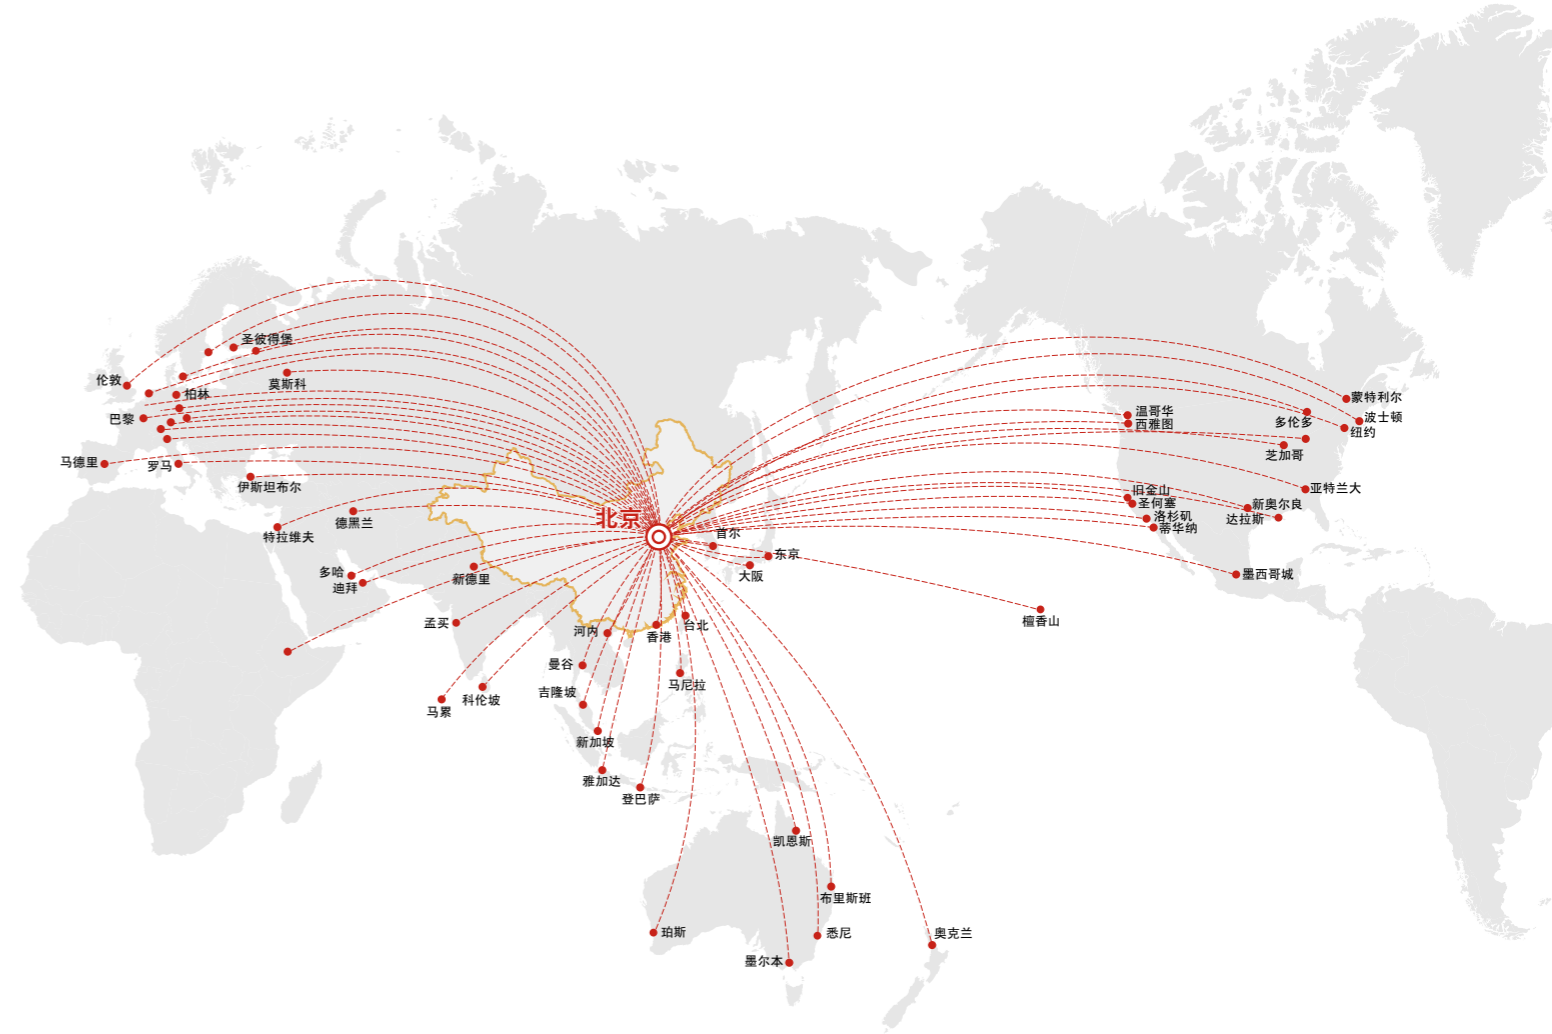 圣彼得堡
伦敦
莫斯科
柏林
巴黎
马德里
罗马
伊斯坦布尔
德黑兰
特拉维夫
多哈
迪拜
新德里
孟买
马累
科伦坡
北京
首尔
东京
大阪
河内
香港
台北
曼谷
马尼拉
吉隆坡
新加坡
雅加达
登巴萨
凯恩斯
布里斯班
珀斯
悉尼
墨尔本
奥克兰
檀香山
温哥华
西雅图
蒙特利尔
波士顿
多伦多
纽约
芝加哥
亚特兰大
旧金山
圣何塞
新奥尔良
洛杉矶
达拉斯
蒂华纳
墨西哥城